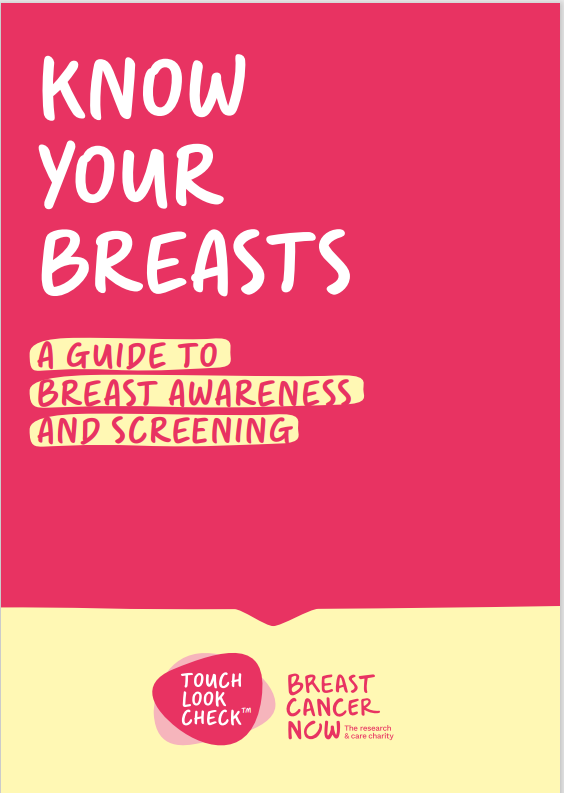 KNOW
YOUR
BREASTS
A GUIDE TO
BREAST AWARENESS
AND SCREENING
TOUCH
LOOK
CHECK™
BREAST
CANCER
NOW The research
& care charity